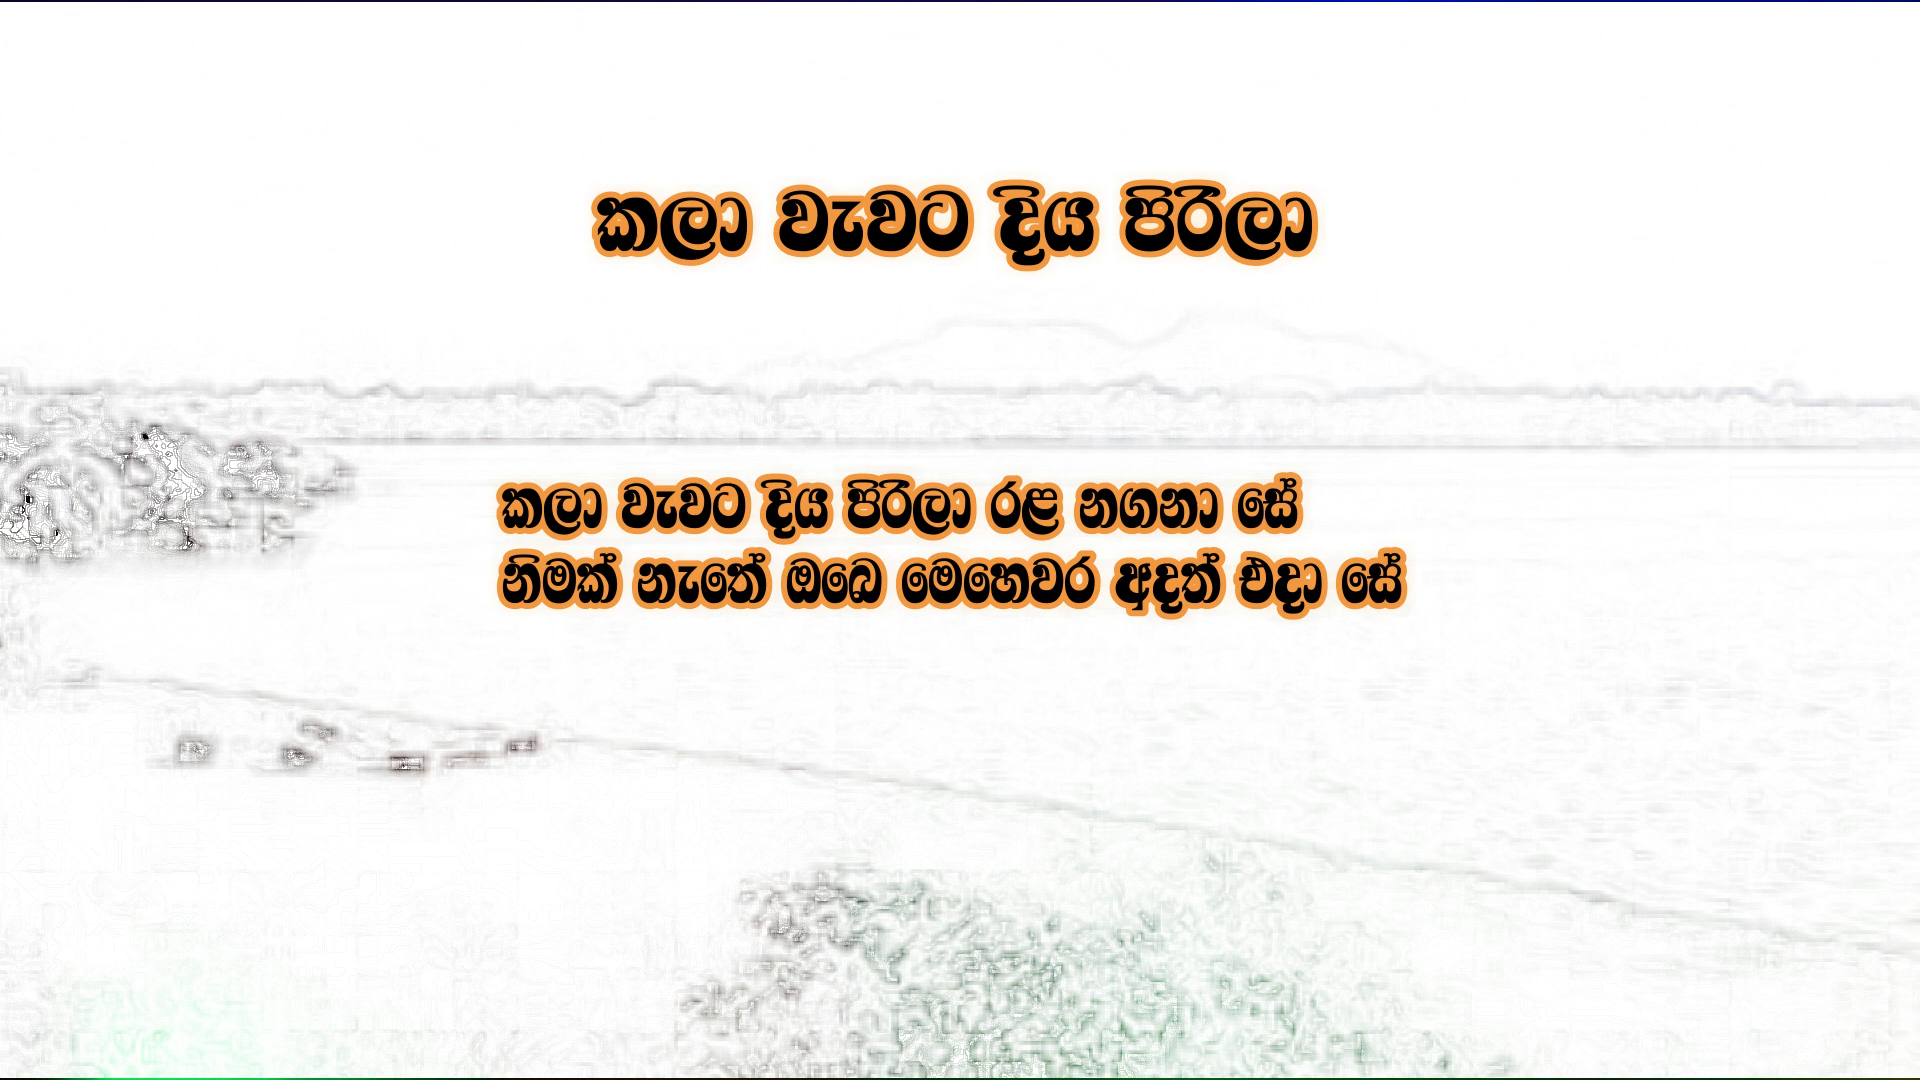 කලා වැවට දිය පිරිලා
කලා වැවට දිය පිරිලා රළ නගනා සේ
නිමක් නැතේ ඔබෙ මෙහෙවර අදත් එදා සේ